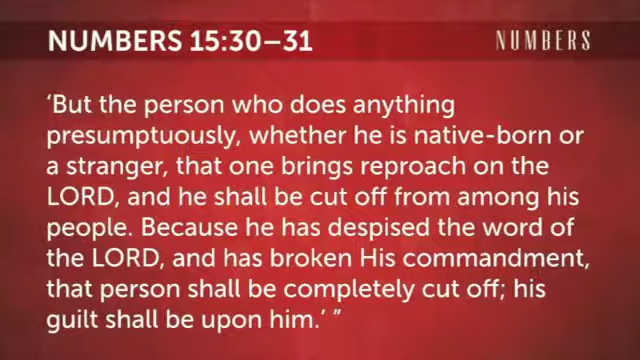 NUMBERS 15:30–31
NUMBERS
‘But the person who does anything
presumptuously, whether he is native-born or
a stranger, that one brings reproach on the
LORD, and he shall be cut off from among his
people. Because he has despised the word of
the LORD, and has broken His commandment,
that person shall be completely cut off; his
guilt shall be upon him.’ ”